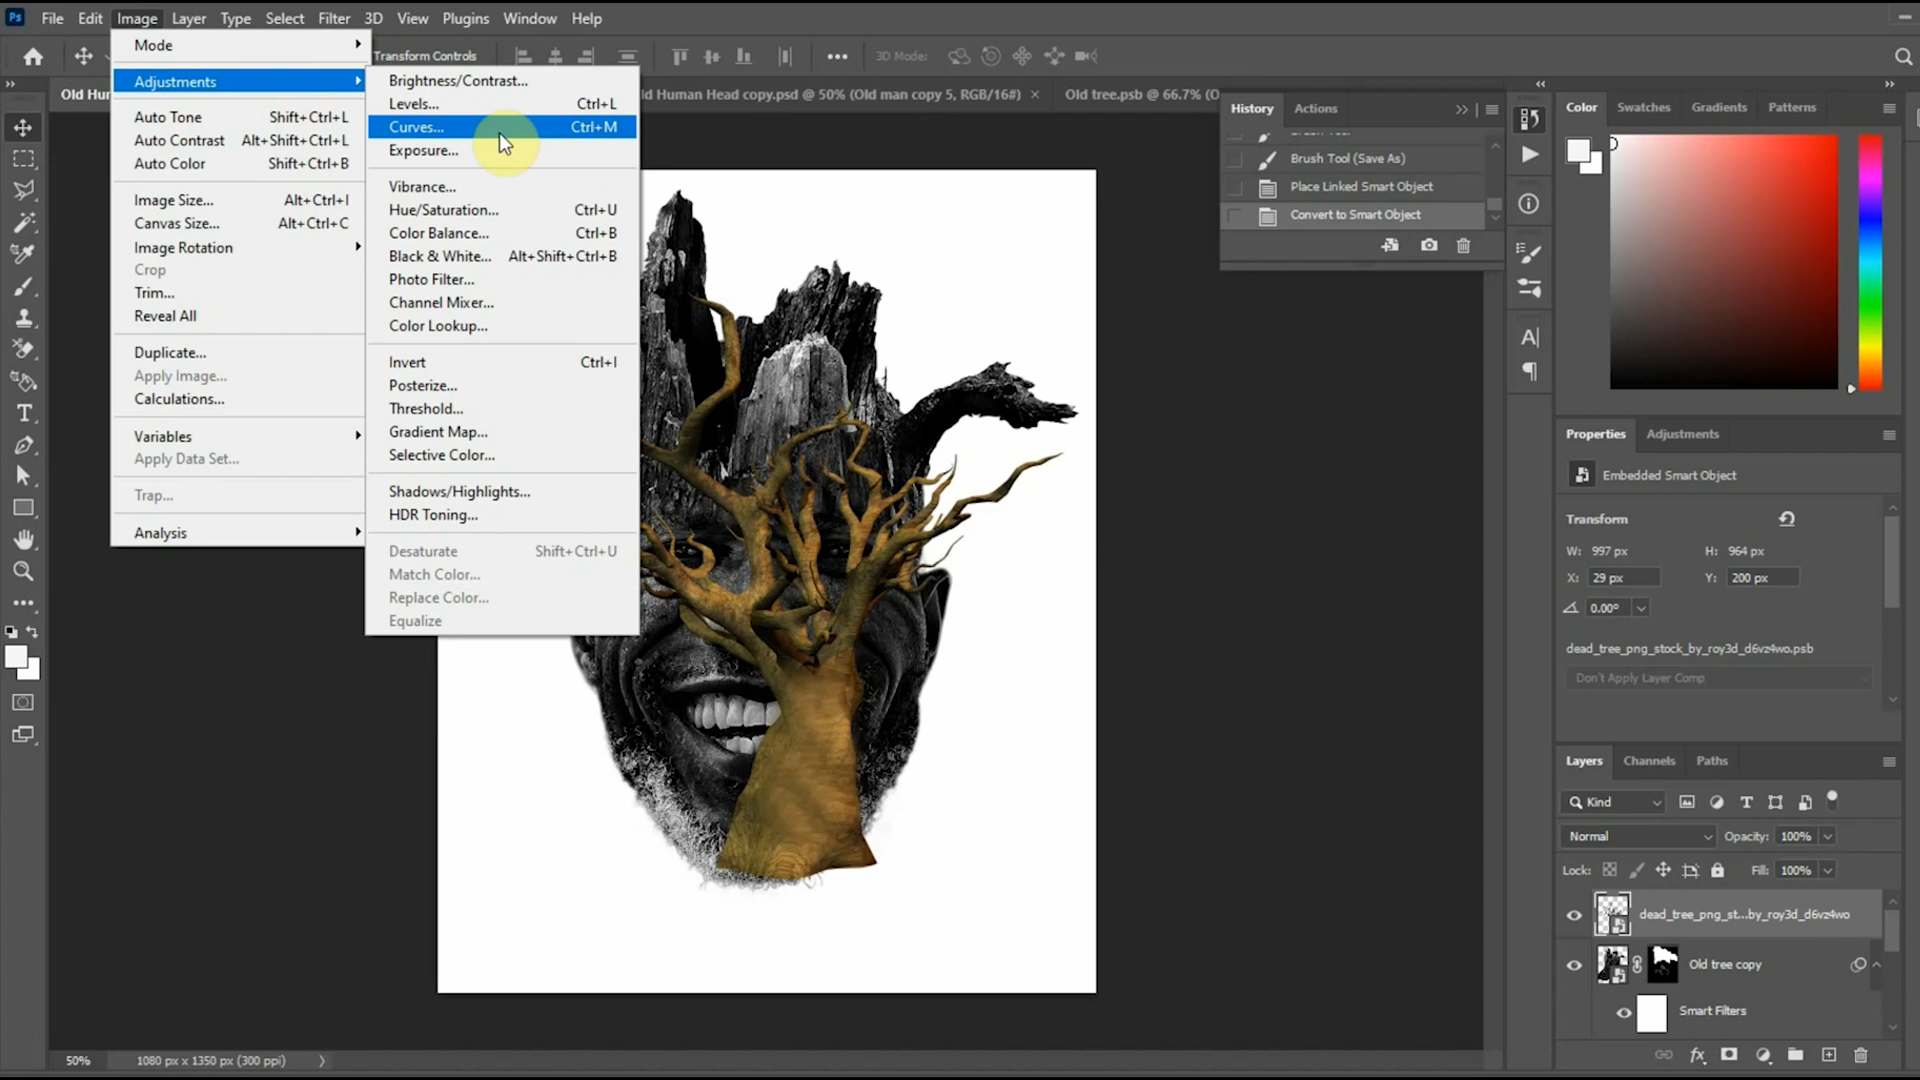 Ps File Edit Image Layer Type Select Filter 3D View Plugins Window Help
Transform Controls
3D Mode:
Old Hur
ld Human Head copy.psd @ 50% (Old man copy 5, RGB/16#) ×
Old tree.psb @ 66.7% (O
Mode
Adjustments
Auto Tone Shift+Ctrl+L
Auto Contrast Alt+Shift+Ctrl+L
Auto Color Shift+Ctrl+B
Image Size... Alt+Ctrl+I
Canvas Size... Alt+Ctrl+C
Image Rotation
Crop
Trim...
Reveal All
Duplicate...
Apply Image...
Calculations...
Variables
Apply Data Set...
Trap...
Analysis
Brightness/Contrast...
Levels... Ctrl+L
Curves... Ctrl+M
Exposure...
Vibrance...
Hue/Saturation... Ctrl+U
Color Balance... Ctrl+B
Black & White... Alt+Shift+Ctrl+B
Photo Filter...
Channel Mixer...
Color Lookup...
Invert Ctrl+I
Posterize...
Threshold...
Gradient Map...
Selective Color...
Shadows/Highlights...
HDR Toning...
Desaturate Shift+Ctrl+U
Match Color...
Replace Color...
Equalize
History Actions
Brush Tool (Save As)
Place Linked Smart Object
Convert to Smart Object
Color Swatches Gradients Patterns
Properties Adjustments
Embedded Smart Object
Transform
W: 997 px H: 964 px
X: 29 px Y: 200 px
0.00°
dead_tree_png_stock_by_roy3d_d6vz4wo.psb
Don't Apply Layer Comp
Layers Channels Paths
Kind
Normal Opacity: 100%
Lock: Fill: 100%
dead_tree_png_st...by_roy3d_d6vz4wo
Old tree copy
Smart Filters
fx
50% 1080 px x 1350 px (300 ppi)